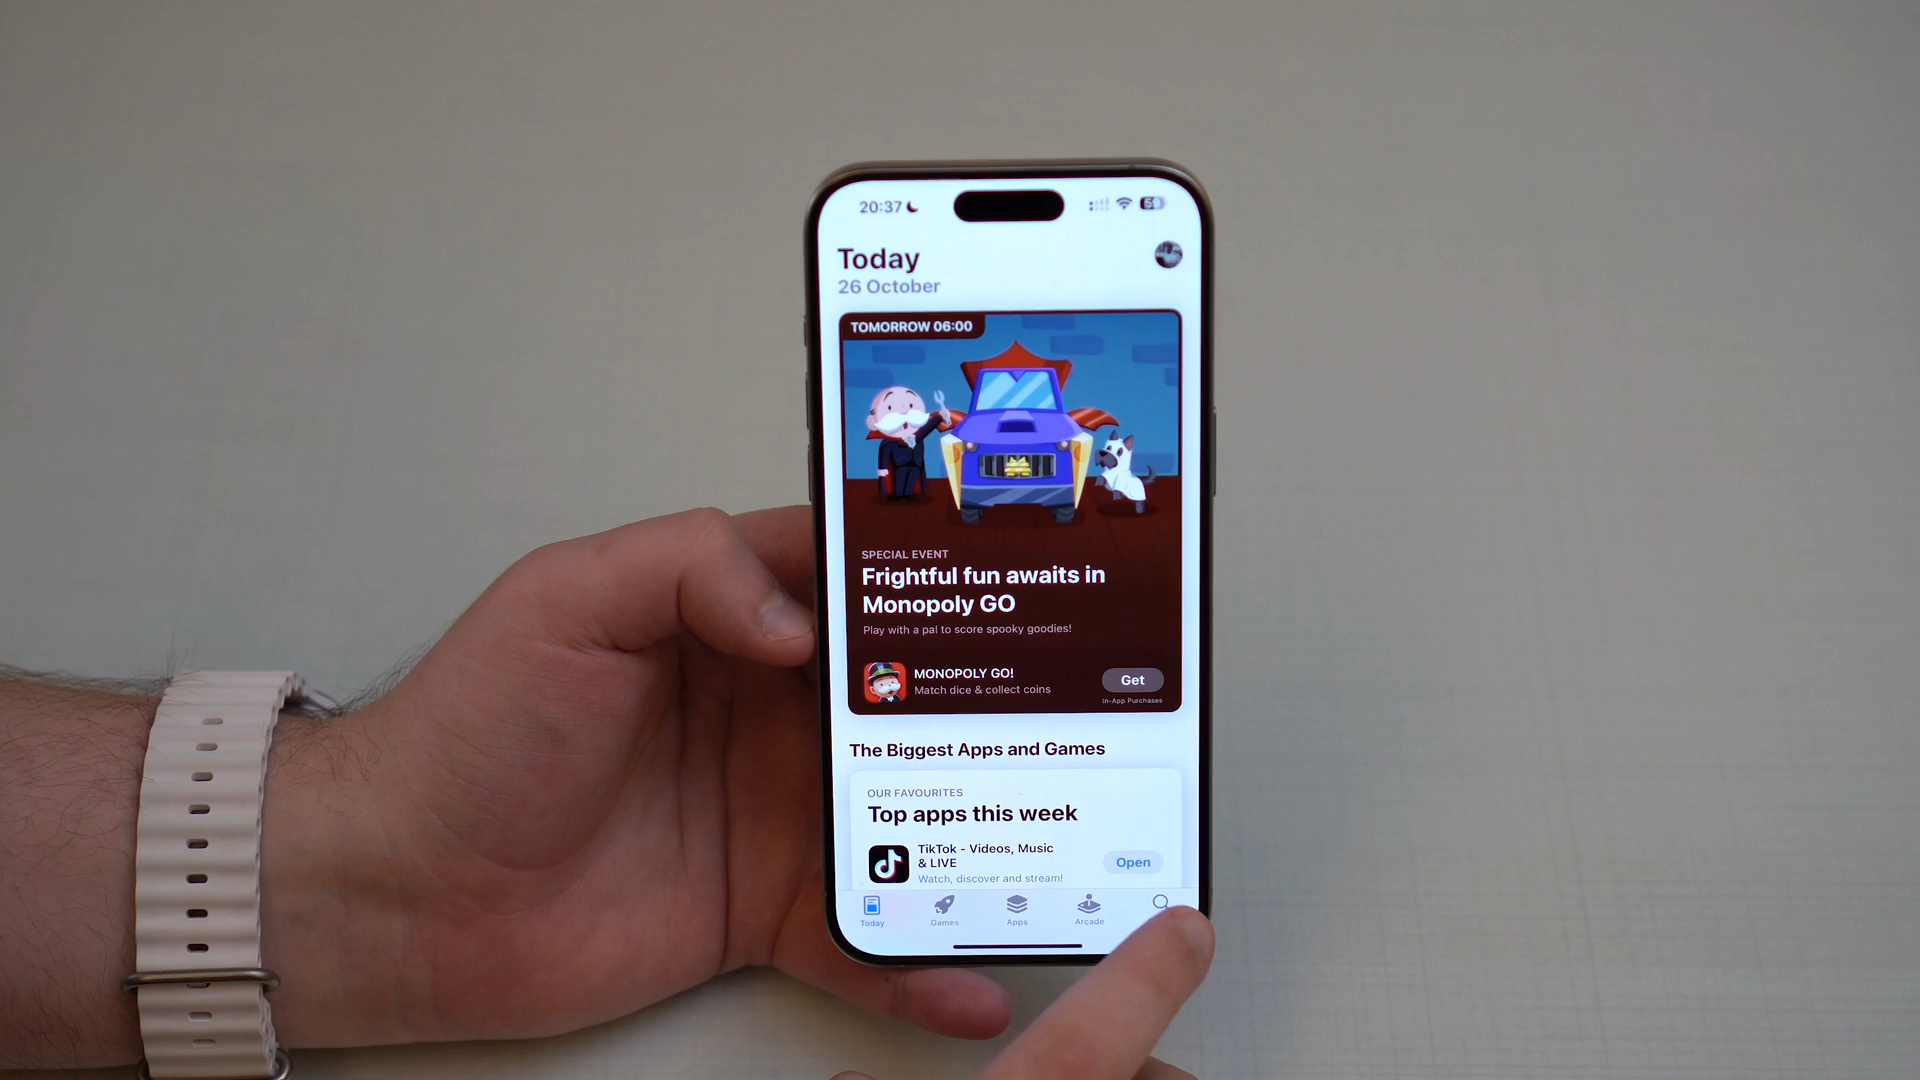 20:37
59
Today
26 October
TOMORROW 06:00
SPECIAL EVENT
Frightful fun awaits in
Monopoly GO
Play with a pal to score spooky goodies!
MONOPOLY GO!
Match dice & collect coins
Get
In-App Purchases
The Biggest Apps and Games
OUR FAVOURITES
Top apps this week
TikTok - Videos, Music
& LIVE
Watch, discover and stream!
Open
Today
Games
Apps
Arcade